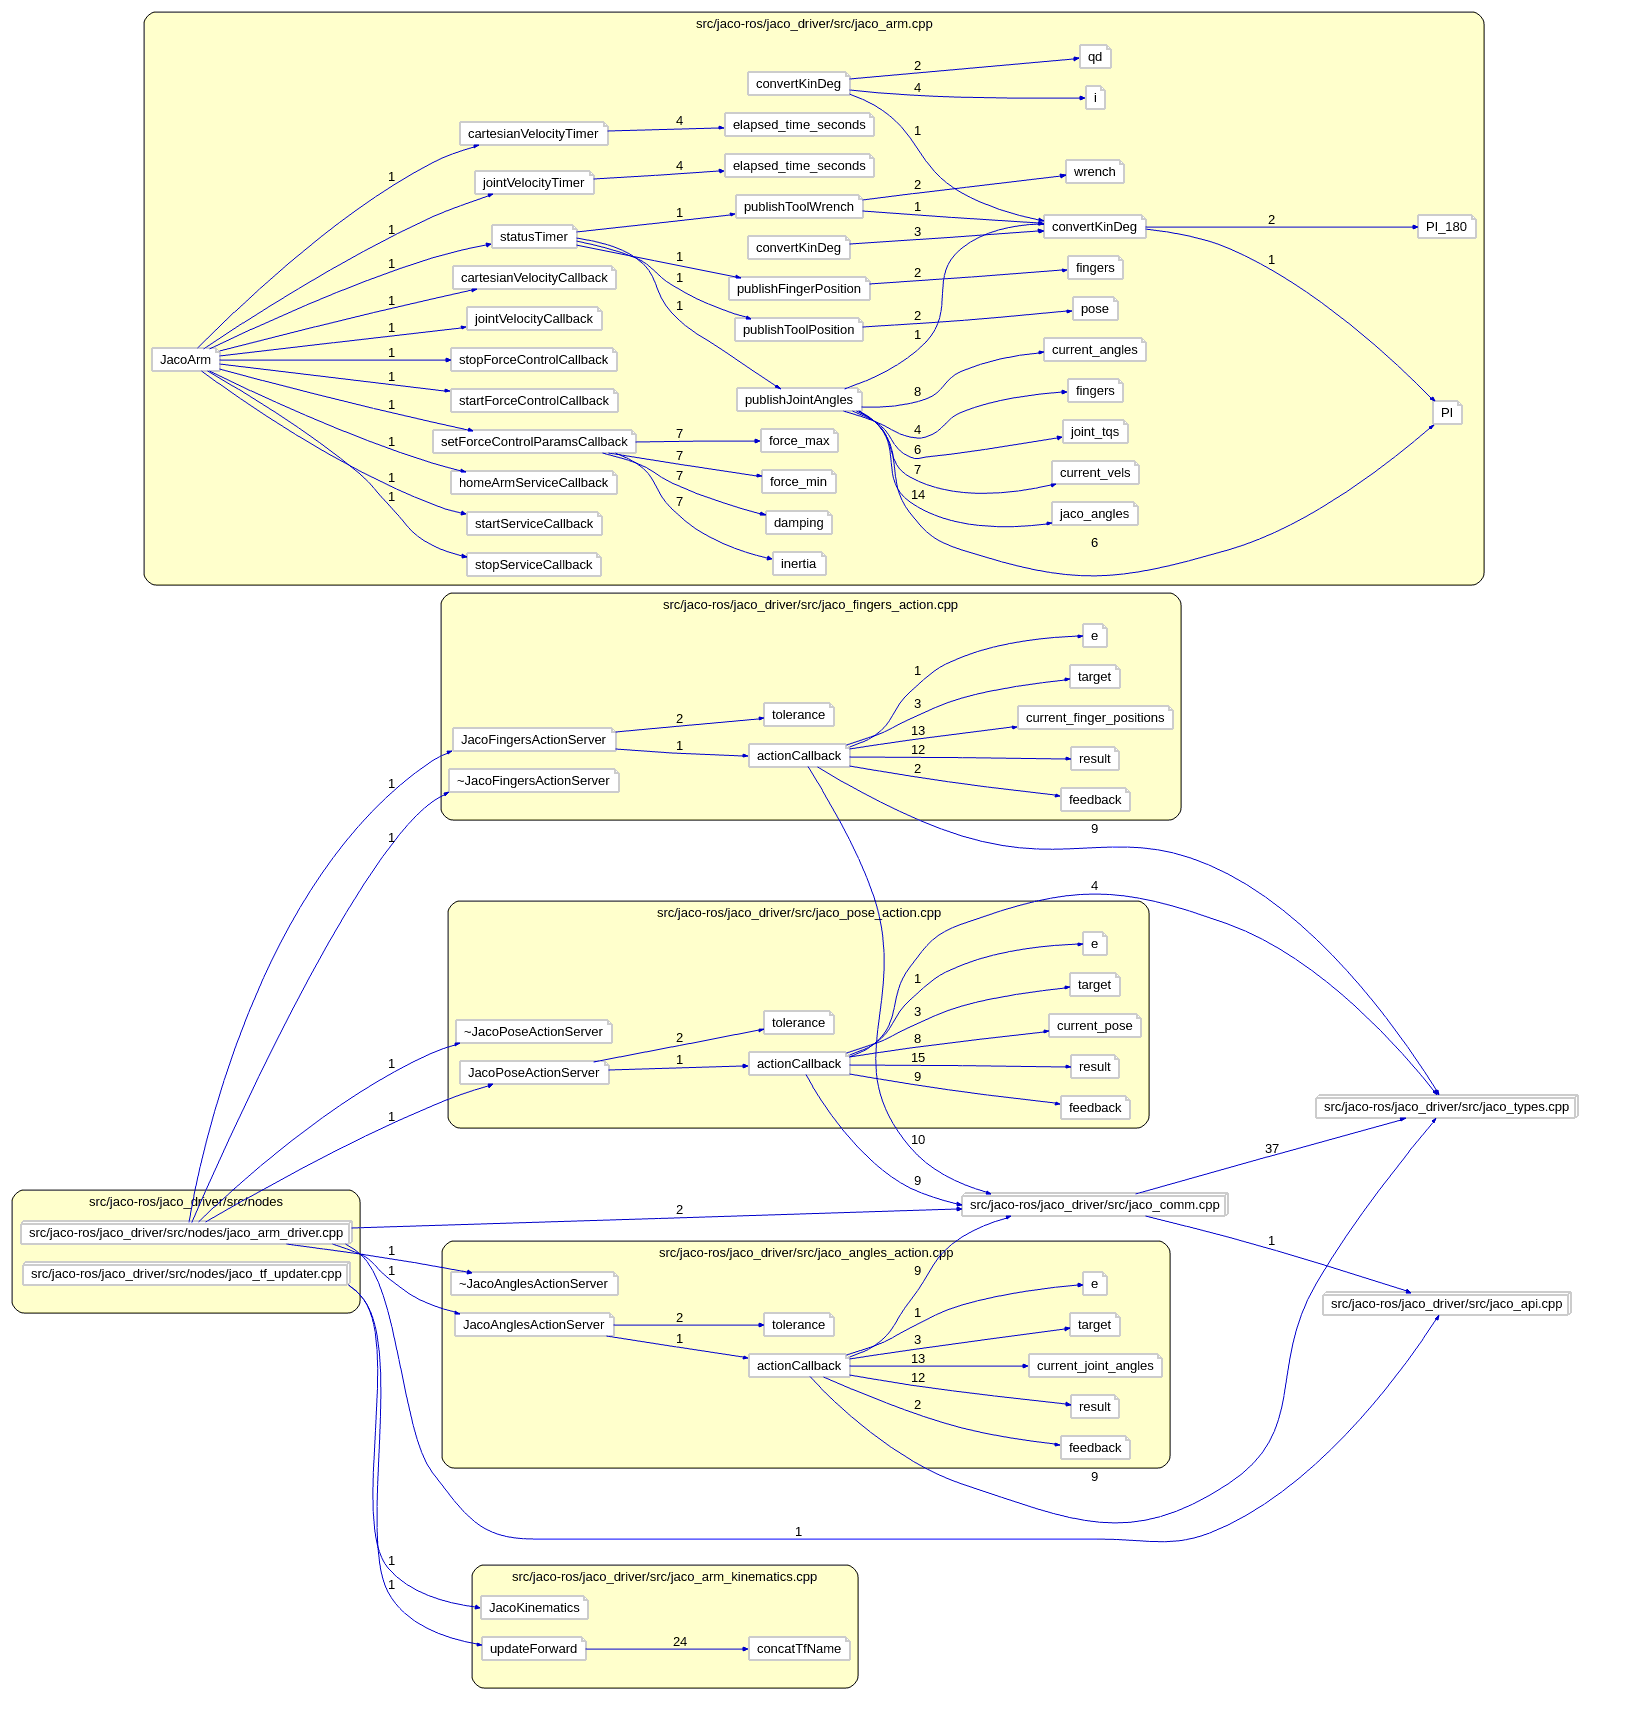 src/jaco-ros/jaco_driver/src/jaco_arm.cpp
qd
2
convertKinDeg
4
i
4
elapsed_time_seconds
cartesianVelocityTimer
1
4
elapsed_time_seconds
wrench
1
jointVelocityTimer
2
publishToolWrench
1
1
1
convertKinDeg
2
PI_180
1
statusTimer
convertKinDeg
3
1
1
1
publishFingerPosition
2
fingers
cartesianVelocityCallback
1
1
publishToolPosition
2
pose
1
jointVelocityCallback
1
1
current_angles
JacoArm
1
stopForceControlCallback
1
startForceControlCallback
publishJointAngles
8
fingers
1
4
joint_tqs
PI
setForceControlParamsCallback
7
force_max
6
1
7
7
current_vels
homeArmServiceCallback
7
force_min
1
14
jaco_angles
1
7
damping
startServiceCallback
6
stopServiceCallback
inertia
src/jaco-ros/jaco_driver/src/jaco_fingers_action.cpp
e
1
target
3
tolerance
current_finger_positions
2
13
JacoFingersActionServer
1
12
actionCallback
result
2
~JacoFingersActionServer
1
feedback
1
9
4
src/jaco-ros/jaco_driver/src/jaco_pose_action.cpp
e
1
target
3
tolerance
current_pose
~JacoPoseActionServer
2
8
1
1
15
actionCallback
result
JacoPoseActionServer
9
feedback
src/jaco-ros/jaco_driver/src/jaco_types.cpp
1
10
37
9
src/jaco-ros/jaco_driver/src/nodes
2
src/jaco-ros/jaco_driver/src/jaco_comm.cpp
src/jaco-ros/jaco_driver/src/nodes/jaco_arm_driver.cpp
1
src/jaco-ros/jaco_driver/src/jaco_angles_action.cpp
1
src/jaco-ros/jaco_driver/src/nodes/jaco_tf_updater.cpp
1
~JacoAnglesActionServer
9
e
src/jaco-ros/jaco_driver/src/jaco_api.cpp
1
JacoAnglesActionServer
2
tolerance
target
1
3
13
actionCallback
current_joint_angles
12
2
result
feedback
9
1
1
src/jaco-ros/jaco_driver/src/jaco_arm_kinematics.cpp
1
JacoKinematics
updateForward
24
concatTfName